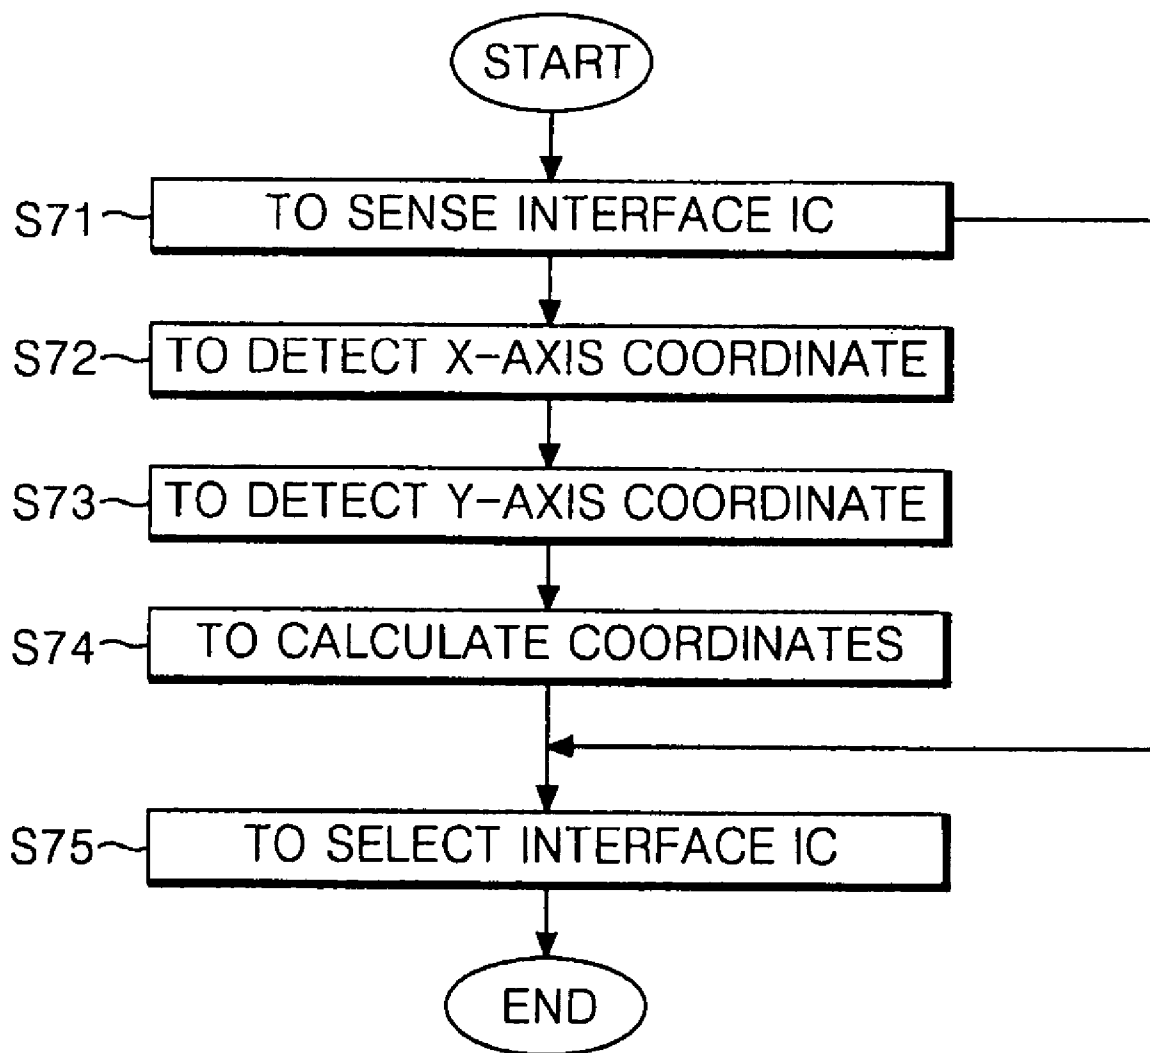 START
S71 TO SENSE INTERFACE IC
S72 TO DETECT X-AXIS COORDINATE
S73 TO DETECT Y-AXIS COORDINATE
S74 TO CALCULATE COORDINATES
S75 TO SELECT INTERFACE IC
END